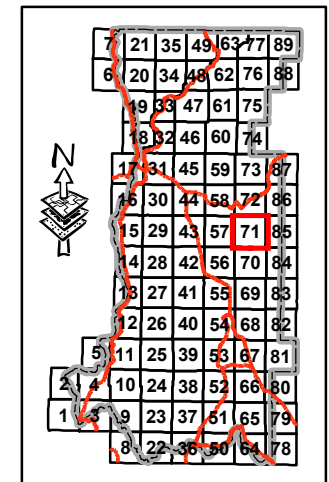 7 21 35 49 63 77 89
6 20 34 48 62 76 88
19 33 47 61 75
18 32 46 60 74
N
17 31 45 59 73 87
16 30 44 58 72 86
15 29 43 57 71 85
14 28 42 56 70 84
13 27 41 55 69 83
12 26 40 54 68 82
5 11 25 39 53 67 81
2 4 10 24 38 52 66 80
1 3 9 23 37 51 65 79
8 22 36 50 64 78